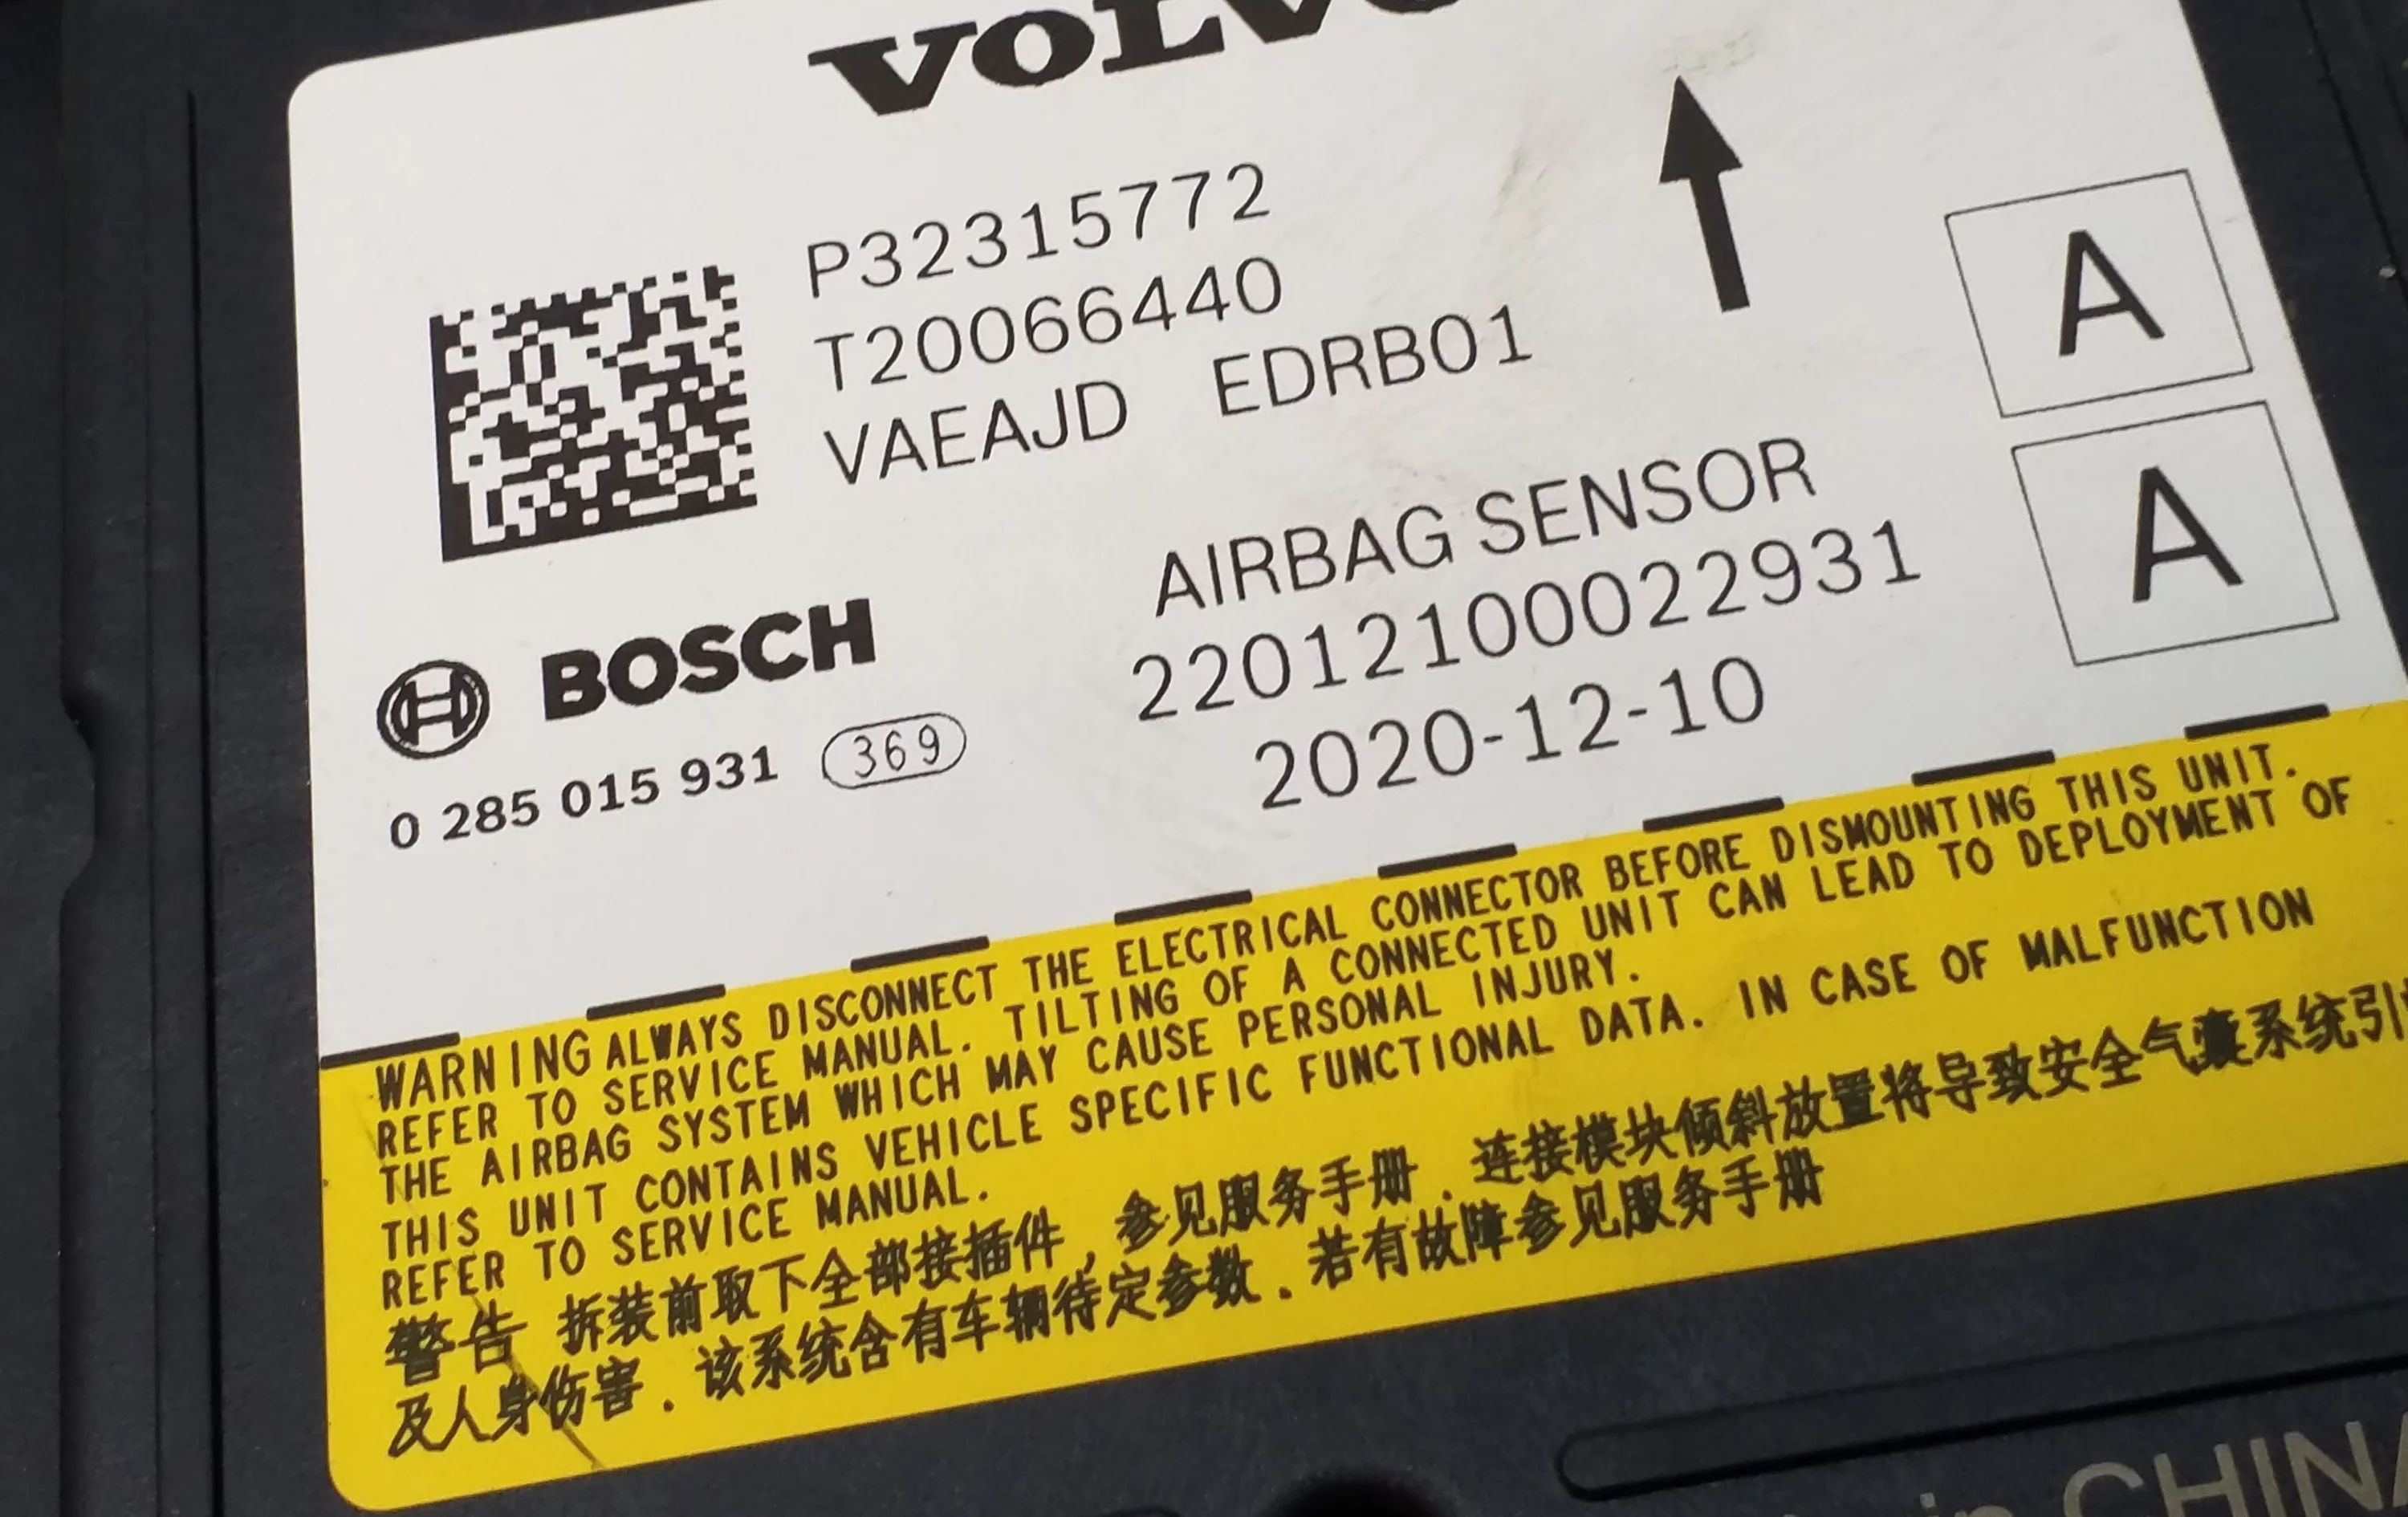 VOLVO
P32315772
T20066440
VAEAJD EDRB01
A
A
AIRBAG SENSOR
22012100022931
2020-12-10
BOSCH
0 285 015 931 369
WARNING ALWAYS DISCONNECT THE ELECTRICAL CONNECTOR BEFORE DISMOUNTING THIS UNIT.
REFER TO SERVICE MANUAL. TILTING OF A CONNECTED UNIT CAN LEAD TO DEPLOYMENT OF
THE AIRBAG SYSTEM WHICH MAY CAUSE PERSONAL INJURY.
THIS UNIT CONTAINS VEHICLE SPECIFIC FUNCTIONAL DATA. IN CASE OF MALFUNCTION
REFER TO SERVICE MANUAL.
警告 拆装前取下全部接插件，参见服务手册．连接模块倾斜放置将导致安全气囊系统引
及人身伤害．该系统含有车辆待定参数．若有故障参见服务手册
in CHINA